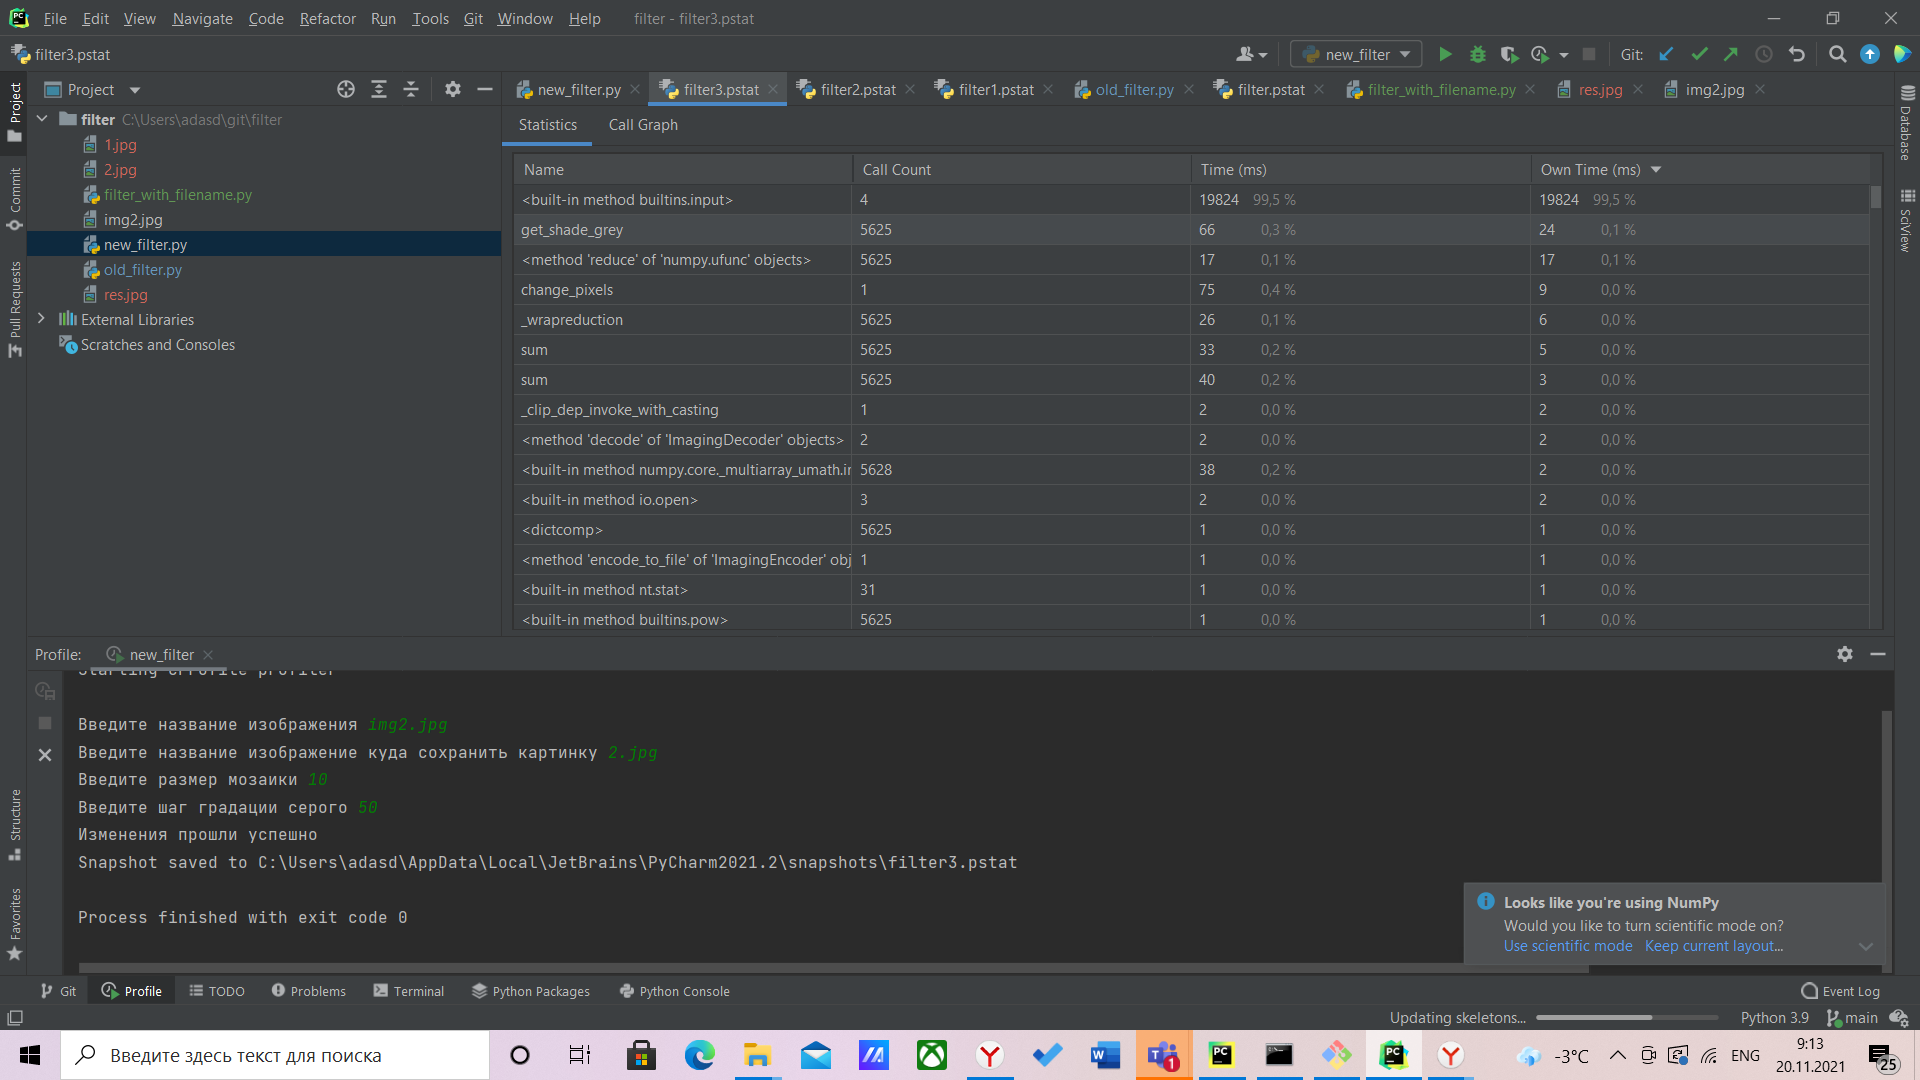 File Edit View Navigate Code Refactor Run Tools Git Window Help filter - filter3.pstat
filter3.pstat
new_filter
Git:
Project
new_filter.py
filter3.pstat
filter2.pstat
filter1.pstat
old_filter.py
filter.pstat
filter_with_filename.py
res.jpg
img2.jpg
filter C:\Users\adasd\git\filter
1.jpg
2.jpg
filter_with_filename.py
img2.jpg
new_filter.py
old_filter.py
res.jpg
External Libraries
Scratches and Consoles
Project
Commit
Pull Requests
Structure
Favorites
Database
SciView
Statistics Call Graph
Name Call Count Time (ms) Own Time (ms)
<built-in method builtins.input> 4 19824 99,5 % 19824 99,5 %
get_shade_grey 5625 66 0,3 % 24 0,1 %
<method 'reduce' of 'numpy.ufunc' objects> 5625 17 0,1 % 17 0,1 %
change_pixels 1 75 0,4 % 9 0,0 %
_wrapreduction 5625 26 0,1 % 6 0,0 %
sum 5625 33 0,2 % 5 0,0 %
sum 5625 40 0,2 % 3 0,0 %
_clip_dep_invoke_with_casting 1 2 0,0 % 2 0,0 %
<method 'decode' of 'ImagingDecoder' objects> 2 2 0,0 % 2 0,0 %
<built-in method numpy.core._multiarray_umath.ir 5628 38 0,2 % 2 0,0 %
<built-in method io.open> 3 2 0,0 % 2 0,0 %
<dictcomp> 5625 1 0,0 % 1 0,0 %
<method 'encode_to_file' of 'ImagingEncoder' obj 1 1 0,0 % 1 0,0 %
<built-in method nt.stat> 31 1 0,0 % 1 0,0 %
<built-in method builtins.pow> 5625 1 0,0 % 1 0,0 %
Profile: new_filter
Starting cProfile profiler
Введите название изображения img2.jpg
Введите название изображение куда сохранить картинку 2.jpg
Введите размер мозаики 10
Введите шаг градации серого 50
Изменения прошли успешно
Snapshot saved to C:\Users\adasd\AppData\Local\JetBrains\PyCharm2021.2\snapshots\filter3.pstat
Process finished with exit code 0
Looks like you're using NumPy
Would you like to turn scientific mode on?
Use scientific mode Keep current layout...
Git Profile TODO Problems Terminal Python Packages Python Console Event Log
Updating skeletons... Python 3.9 main
Введите здесь текст для поиска
-3°C ENG
9:13
20.11.2021
25
1